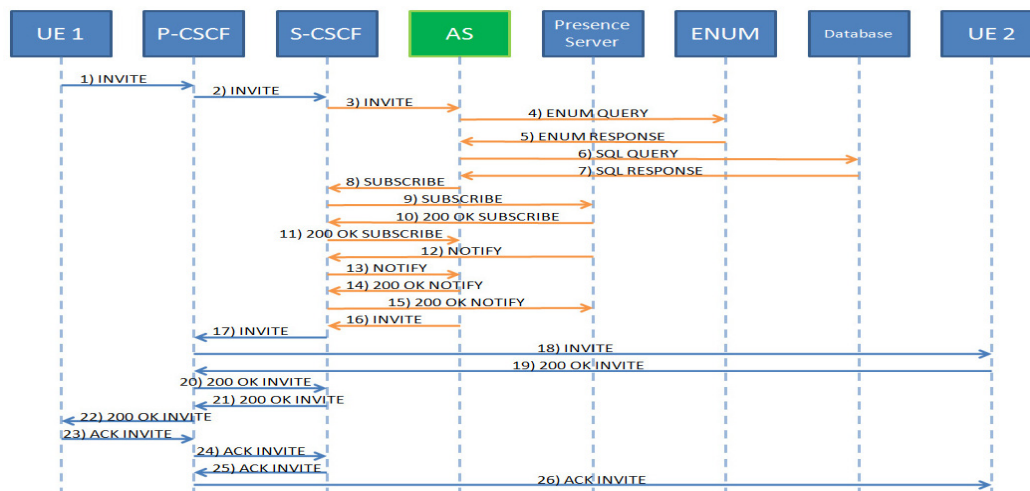 UE 1
P-CSCF
S-CSCF
AS
Presence
Server
ENUM
Database
UE 2
1) INVITE
2) INVITE
3) INVITE
4) ENUM QUERY
5) ENUM RESPONSE
6) SQL QUERY
7) SQL RESPONSE
8) SUBSCRIBE
9) SUBSCRIBE
10) 200 OK SUBSCRIBE
11) 200 OK SUBSCRIBE
12) NOTIFY
13) NOTIFY
14) 200 OK NOTIFY
15) 200 OK NOTIFY
16) INVITE
17) INVITE
18) INVITE
19) 200 OK INVITE
20) 200 OK INVITE
21) 200 OK INVITE
22) 200 OK INVITE
23) ACK INVITE
24) ACK INVITE
25) ACK INVITE
26) ACK INVITE